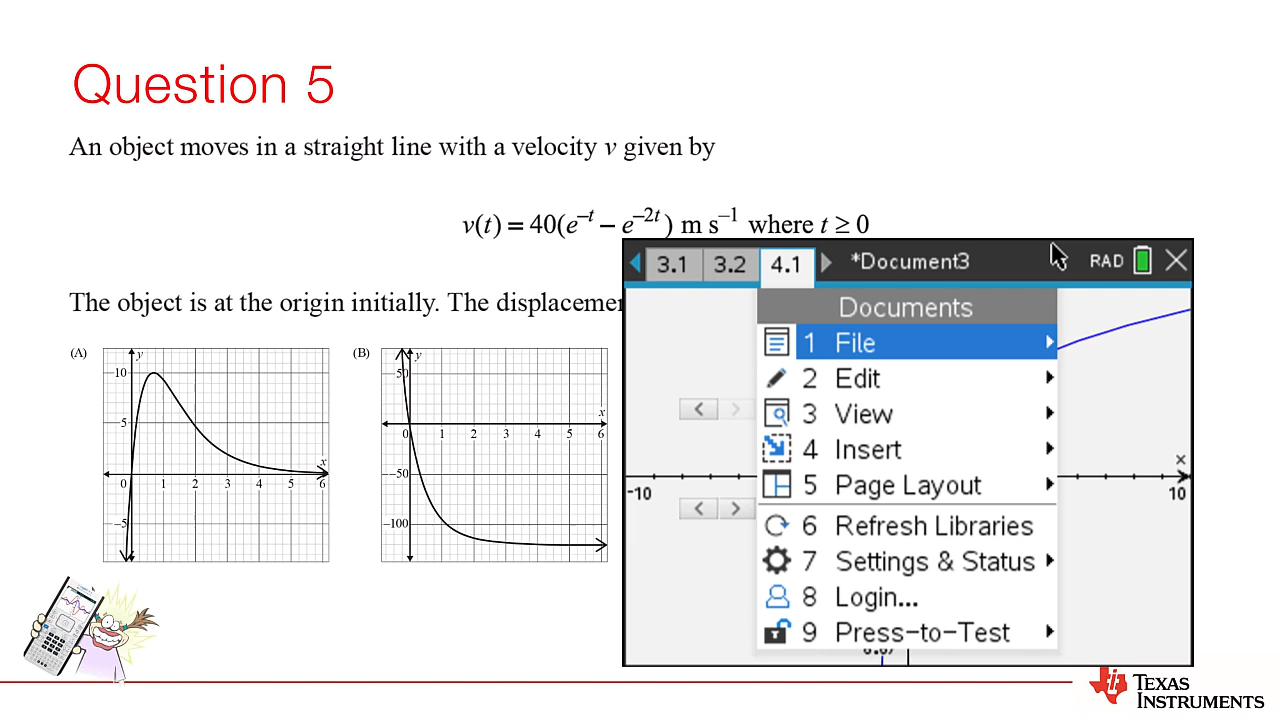 Question 5
An object moves in a straight line with a velocity v given by
v(t) = 40(e^–t – e^–2t) m s^–1 where t ≥ 0
The object is at the origin initially. The
(A)
y
10
5
–5
0 1 2 3 4 5 6
x
(B)
y
50
–50
–100
0 1 2 3 4 5 6
x
3.1 3.2 4.1 *Document3 RAD
Documents
1 File
2 Edit
3 View
4 Insert
5 Page Layout
6 Refresh Libraries
7 Settings & Status
8 Login...
9 Press-to-Test
-10
x
10
TEXAS
INSTRUMENTS